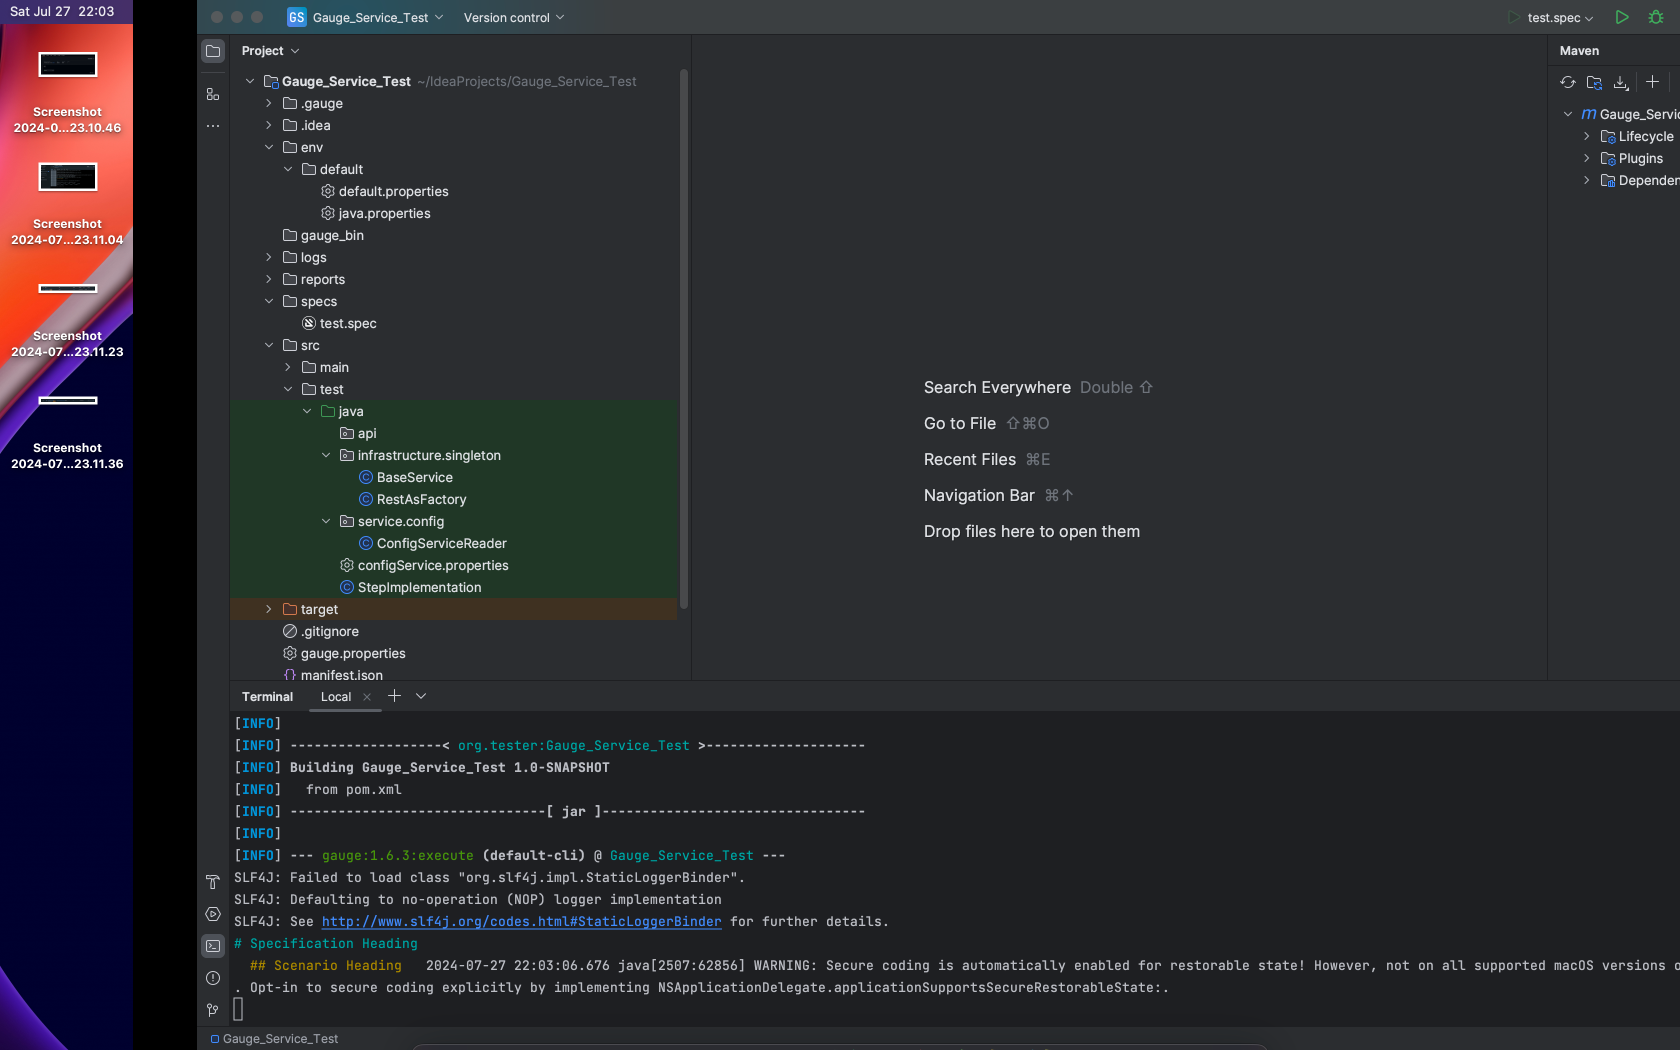 Sat Jul 27 22:03
Screenshot
2024-0...23.10.46
Screenshot
2024-07...23.11.04
Screenshot
2024-07...23.11.23
Screenshot
2024-07...23.11.36
GS Gauge_Service_Test Version control test.spec
Project
Gauge_Service_Test ~/IdeaProjects/Gauge_Service_Test
.gauge
.idea
env
default
default.properties
java.properties
gauge_bin
logs
reports
specs
test.spec
src
main
test
java
api
infrastructure.singleton
BaseService
RestAsFactory
service.config
ConfigServiceReader
configService.properties
StepImplementation
target
.gitignore
gauge.properties
manifest.json
Search Everywhere Double ⇧
Go to File ⇧⌘O
Recent Files ⌘E
Navigation Bar ⌘↑
Drop files here to open them
Maven
m Gauge_Servic
Lifecycle
Plugins
Dependen
Terminal Local
[INFO]
[INFO] -------------------< org.tester:Gauge_Service_Test >--------------------
[INFO] Building Gauge_Service_Test 1.0-SNAPSHOT
[INFO]   from pom.xml
[INFO] --------------------------------[ jar ]---------------------------------
[INFO]
[INFO] --- gauge:1.6.3:execute (default-cli) @ Gauge_Service_Test ---
SLF4J: Failed to load class "org.slf4j.impl.StaticLoggerBinder".
SLF4J: Defaulting to no-operation (NOP) logger implementation
SLF4J: See http://www.slf4j.org/codes.html#StaticLoggerBinder for further details.
# Specification Heading
## Scenario Heading   2024-07-27 22:03:06.676 java[2507:62856] WARNING: Secure coding is automatically enabled for restorable state! However, not on all supported macOS versions o
. Opt-in to secure coding explicitly by implementing NSApplicationDelegate.applicationSupportsSecureRestorableState:.
Gauge_Service_Test